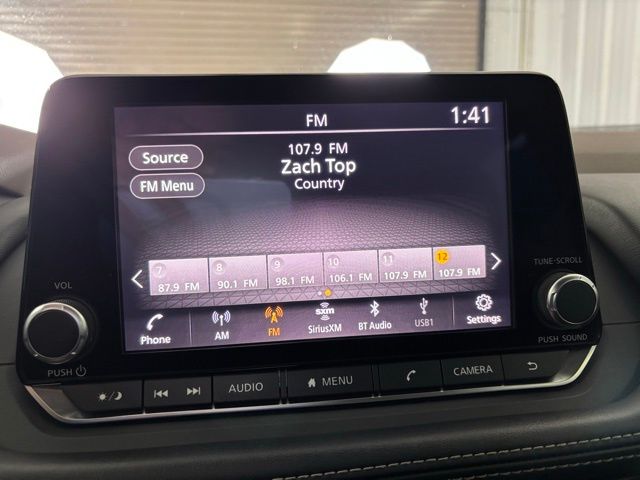 FM
1:41
Source
107.9 FM
Zach Top
FM Menu
Country
7 8 9 10 11 12
87.9 FM 90.1 FM 98.1 FM 106.1 FM 107.9 FM 107.9 FM
Phone
AM
FM
sxm
SiriusXM
BT Audio
USB1
Settings
VOL
PUSH
TUNE·SCROLL
PUSH SOUND
AUDIO
MENU
CAMERA